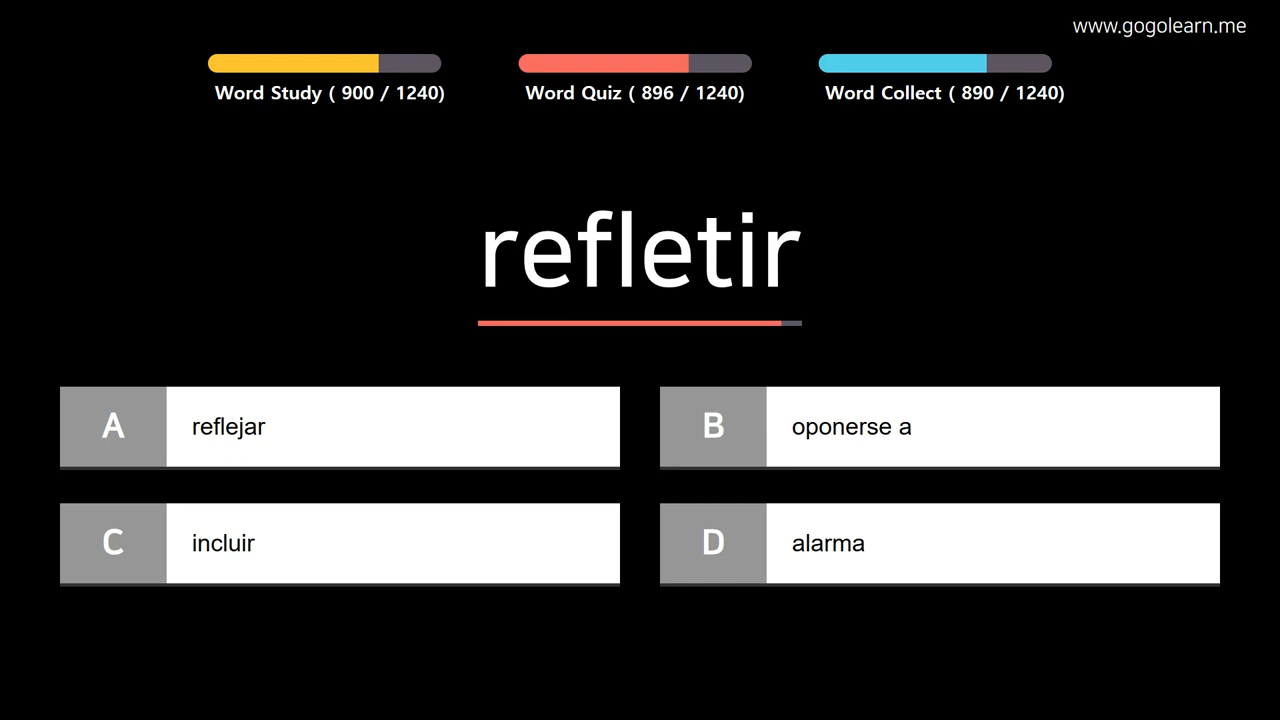 www.gogolearn.me
Word Study ( 900 / 1240)
Word Quiz ( 896 / 1240)
Word Collect ( 890 / 1240)
refletir
A
reflejar
B
oponerse a
C
incluir
D
alarma